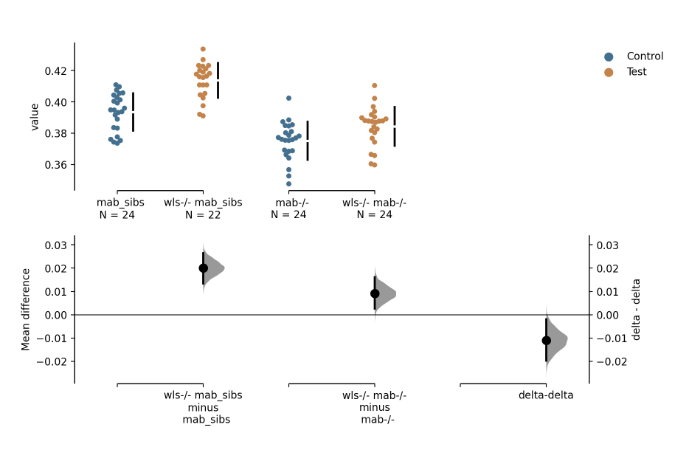 Control
Test
value
0.42
0.40
0.38
0.36
mab_sibs
N = 24
wls-/- mab_sibs
N = 22
mab-/-
N = 24
wls-/- mab-/-
N = 24
Mean difference
0.03
0.02
0.01
0.00
−0.01
−0.02
0.03
0.02
0.01
0.00
−0.01
−0.02
delta - delta
wls-/- mab_sibs
minus
mab_sibs
wls-/- mab-/-
minus
mab-/-
delta-delta